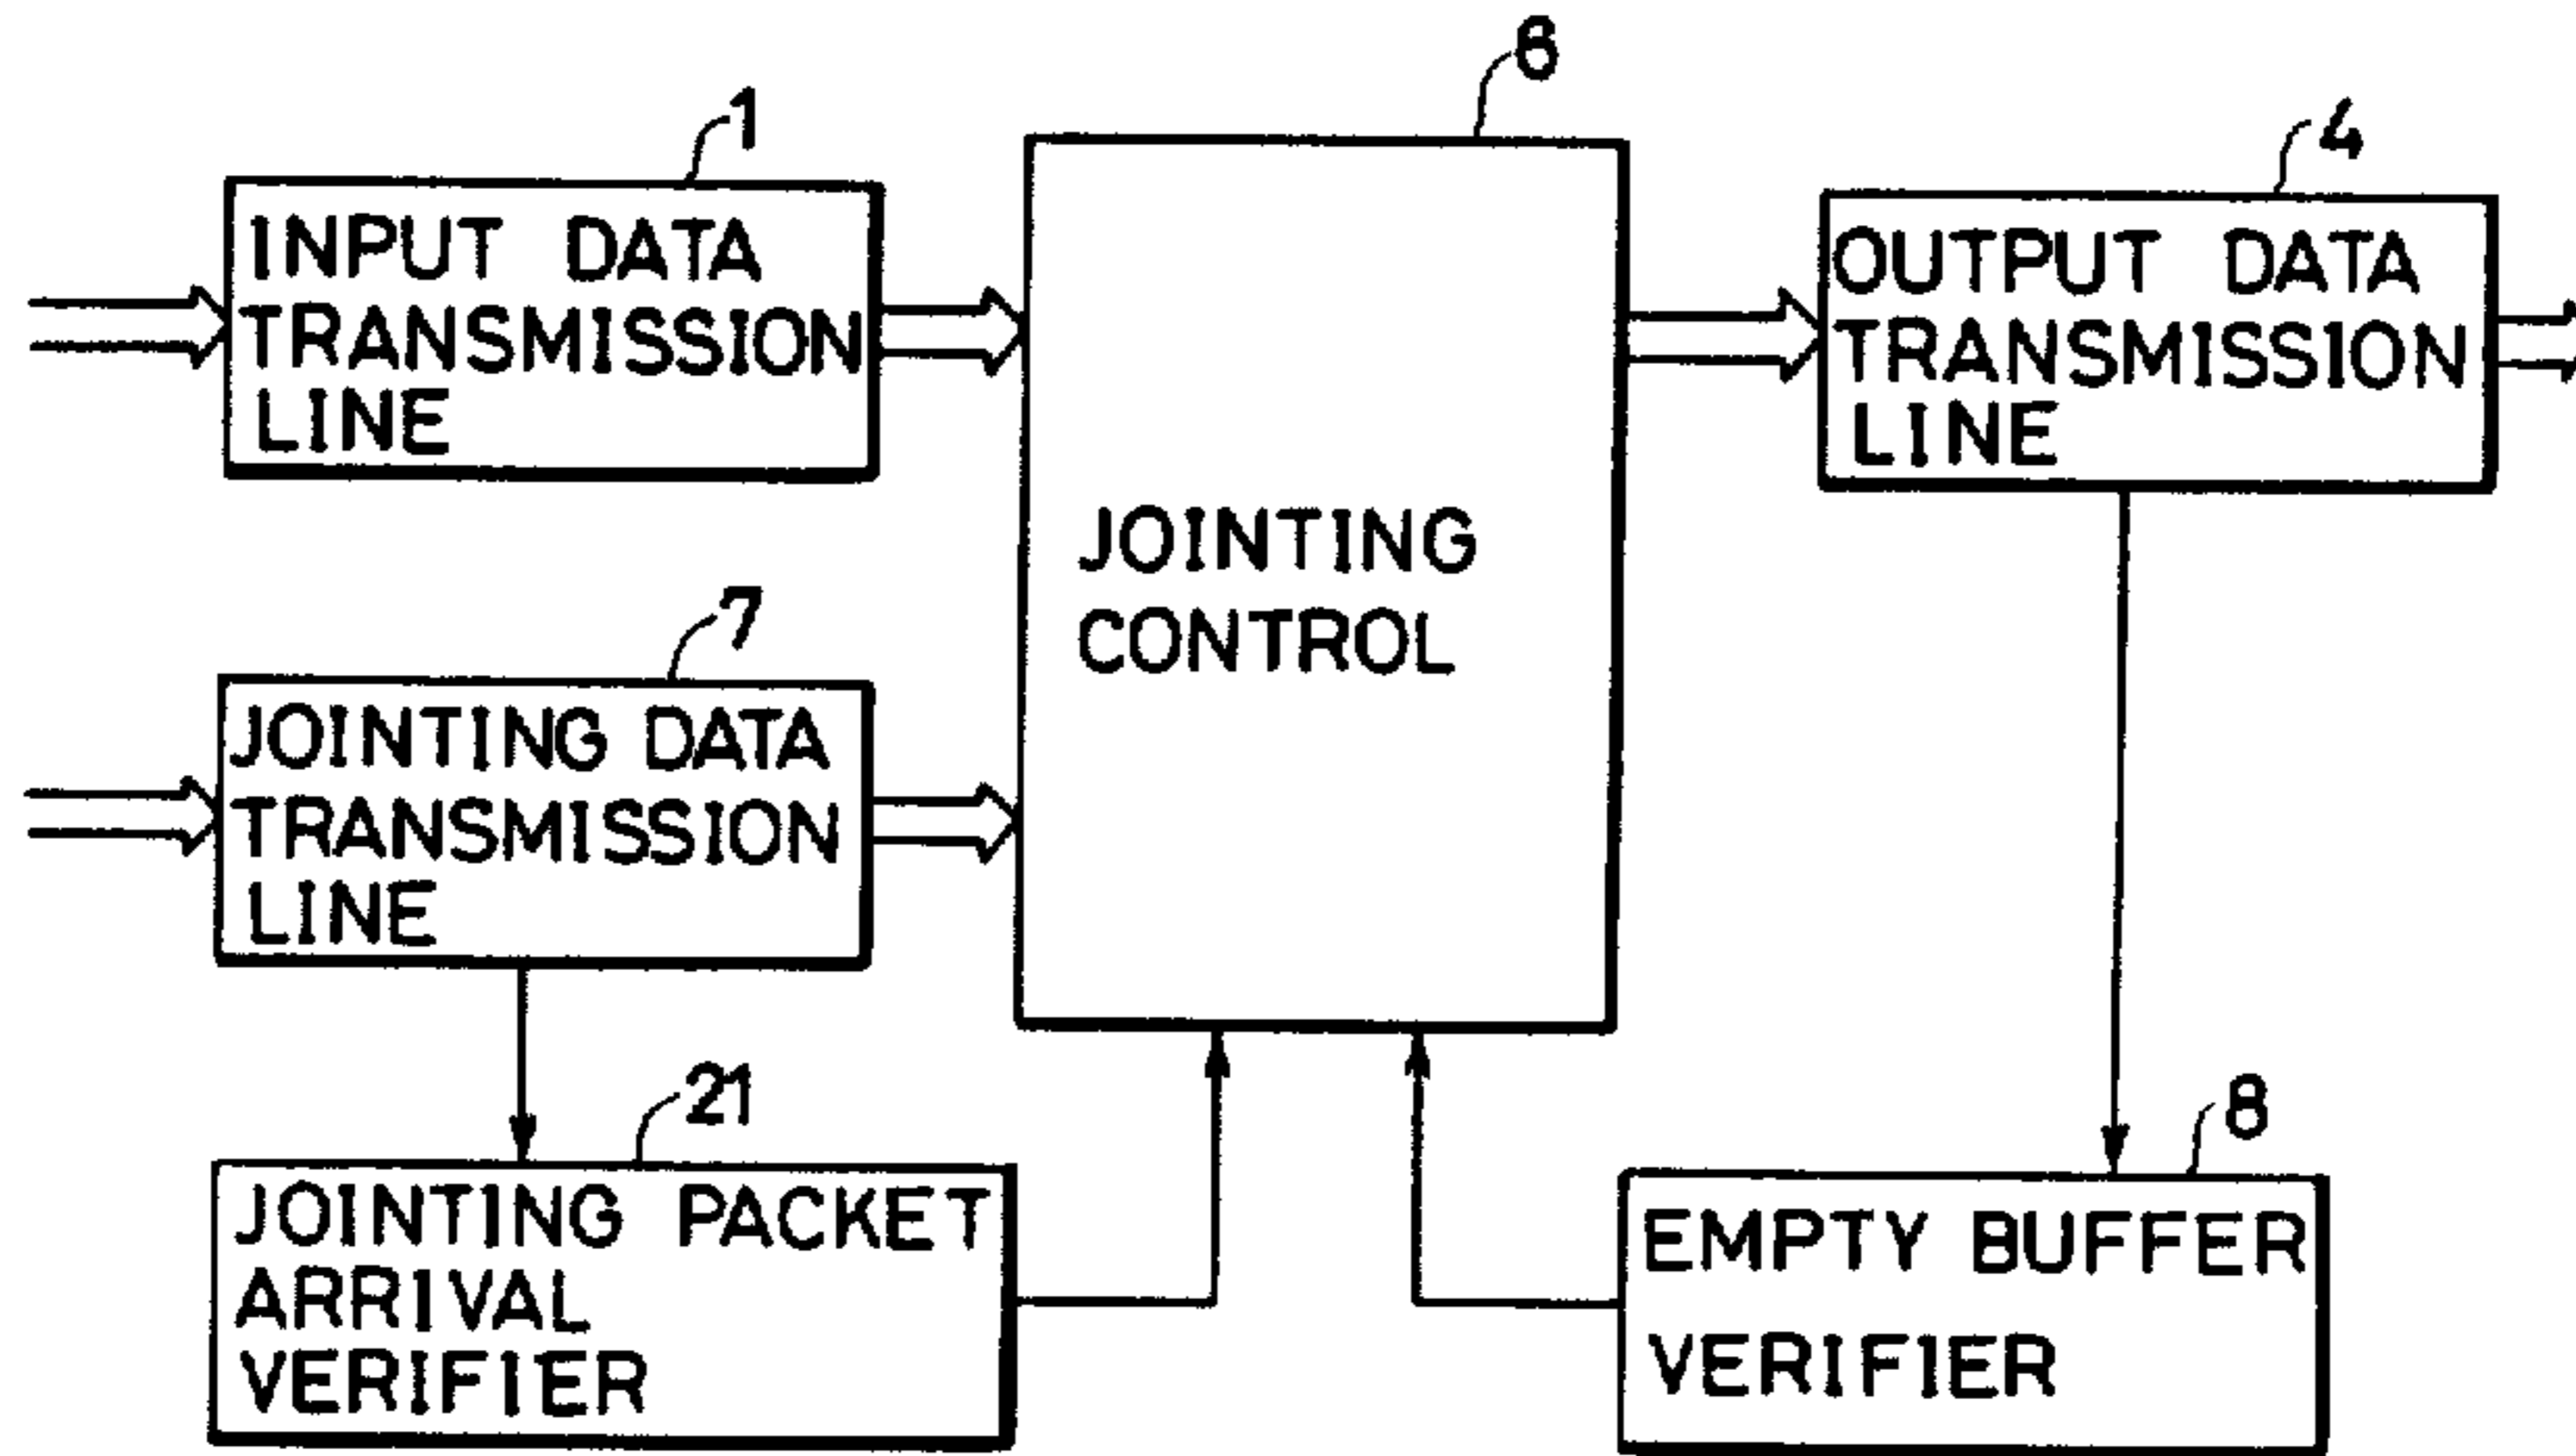 6
1
4
INPUT DATA
TRANSMISSION
LINE
OUTPUT DATA
TRANSMISSION
LINE
JOINTING
CONTROL
7
JOINTING DATA
TRANSMISSION
LINE
21
8
JOINTING PACKET
ARRIVAL
VERIFIER
EMPTY BUFFER
VERIFIER